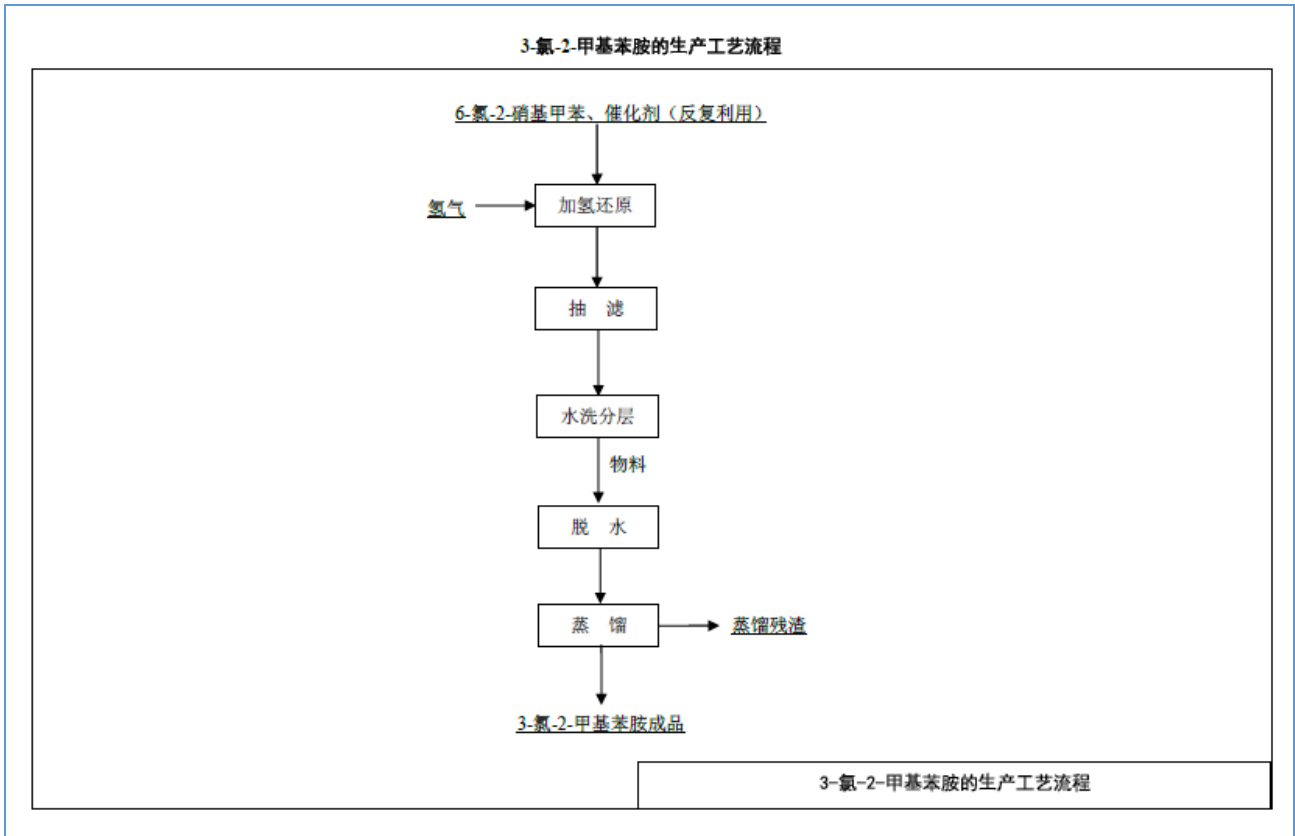 3-氯-2-甲基苯胺的生产工艺流程
6-氯-2-硝基甲苯、催化剂（反复利用）
氢气
加氢还原
抽 滤
水洗分层
物料
脱 水
蒸 馏
蒸馏残渣
3-氯-2-甲基苯胺成品
3-氯-2-甲基苯胺的生产工艺流程